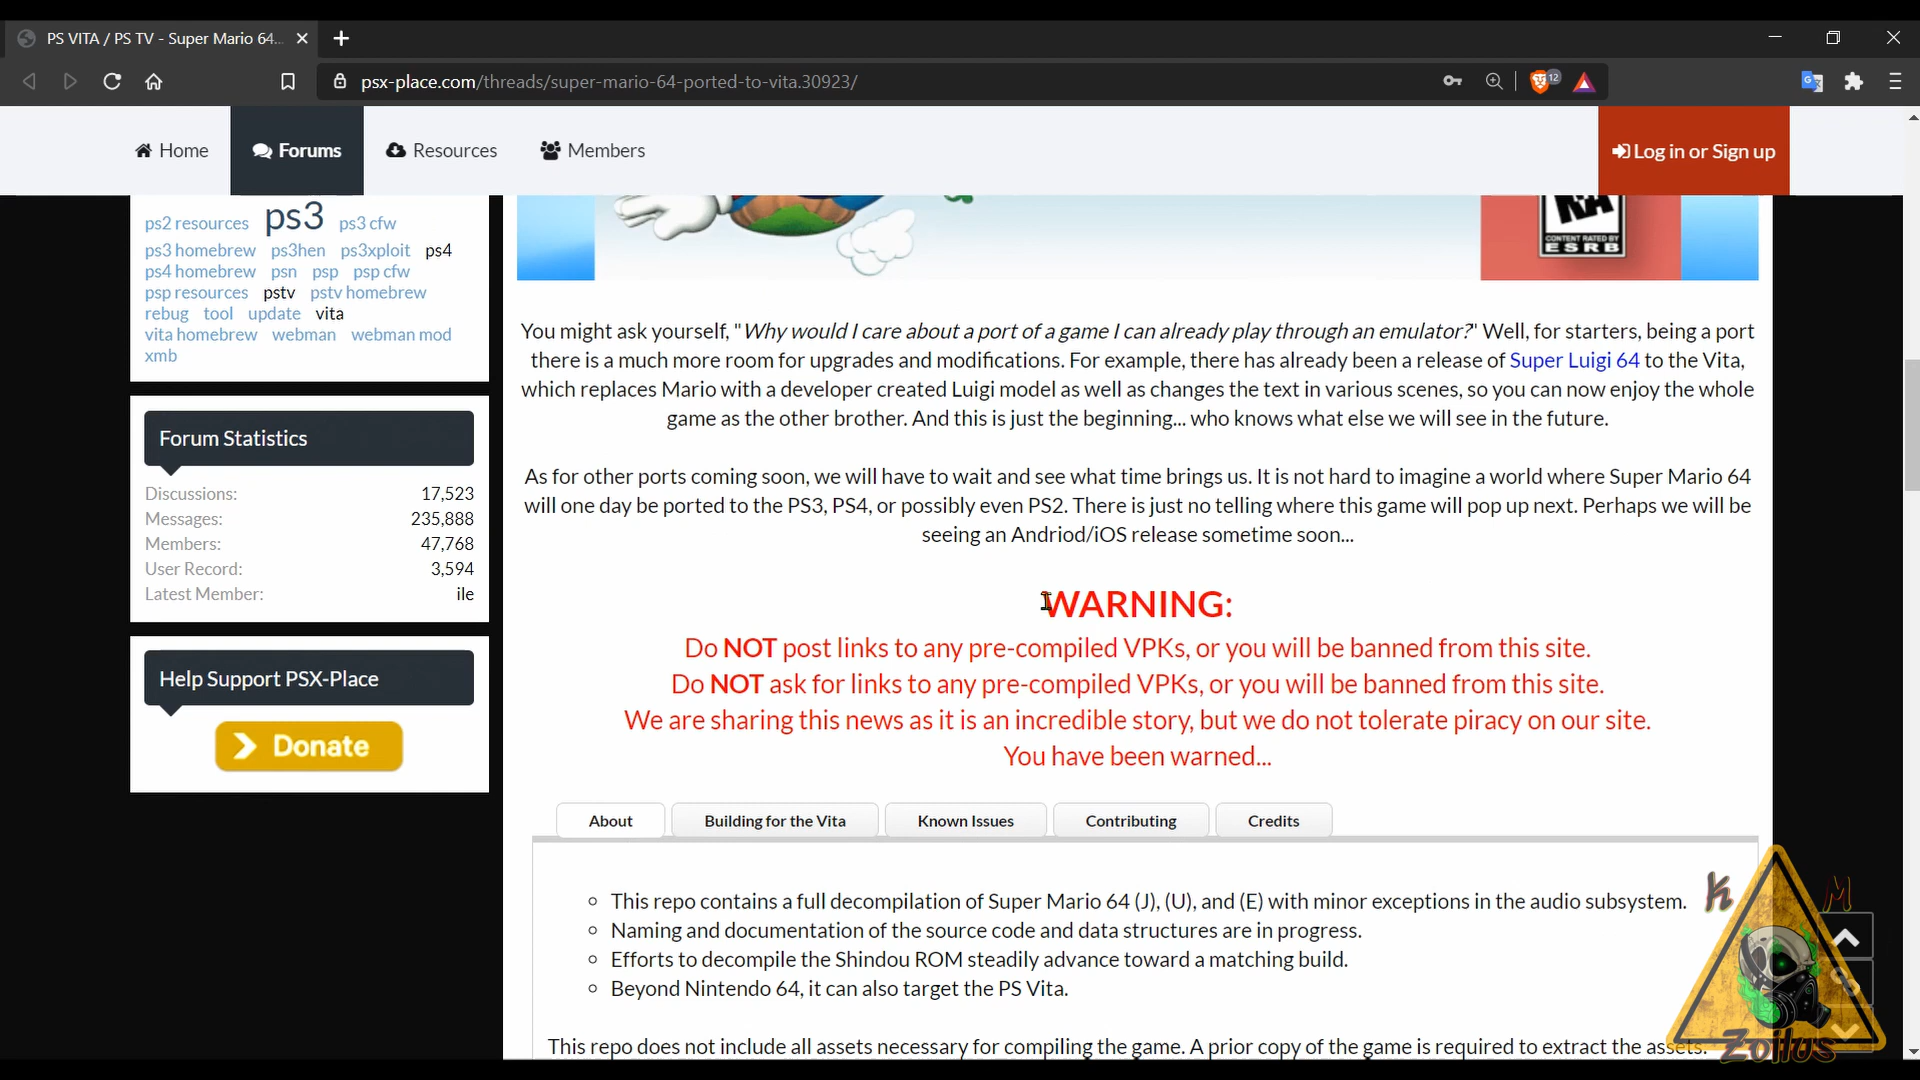 PS VITA / PS TV - Super Mario 64...
psx-place.com/threads/super-mario-64-ported-to-vita.30923/
12
Home
Forums
Resources
Members
Log in or Sign up
ps2 resources ps3 ps3 cfw
ps3 homebrew ps3hen ps3xploit ps4
ps4 homebrew psn psp psp cfw
psp resources pstv pstv homebrew
rebug tool update vita
vita homebrew webman webman mod
xmb
Forum Statistics
Discussions: 17,523
Messages: 235,888
Members: 47,768
User Record: 3,594
Latest Member: ile
Help Support PSX-Place
Donate
CONTENT RATED BY
ESRB
You might ask yourself, "Why would I care about a port of a game I can already play through an emulator?" Well, for starters, being a port
there is a much more room for upgrades and modifications. For example, there has already been a release of Super Luigi 64 to the Vita,
which replaces Mario with a developer created Luigi model as well as changes the text in various scenes, so you can now enjoy the whole
game as the other brother. And this is just the beginning... who knows what else we will see in the future.
As for other ports coming soon, we will have to wait and see what time brings us. It is not hard to imagine a world where Super Mario 64
will one day be ported to the PS3, PS4, or possibly even PS2. There is just no telling where this game will pop up next. Perhaps we will be
seeing an Andriod/iOS release sometime soon...
WARNING:
Do NOT post links to any pre-compiled VPKs, or you will be banned from this site.
Do NOT ask for links to any pre-compiled VPKs, or you will be banned from this site.
We are sharing this news as it is an incredible story, but we do not tolerate piracy on our site.
You have been warned...
About
Building for the Vita
Known Issues
Contributing
Credits
This repo contains a full decompilation of Super Mario 64 (J), (U), and (E) with minor exceptions in the audio subsystem.
Naming and documentation of the source code and data structures are in progress.
Efforts to decompile the Shindou ROM steadily advance toward a matching build.
Beyond Nintendo 64, it can also target the PS Vita.
This repo does not include all assets necessary for compiling the game. A prior copy of the game is required to extract the assets.
K M
Zoilus